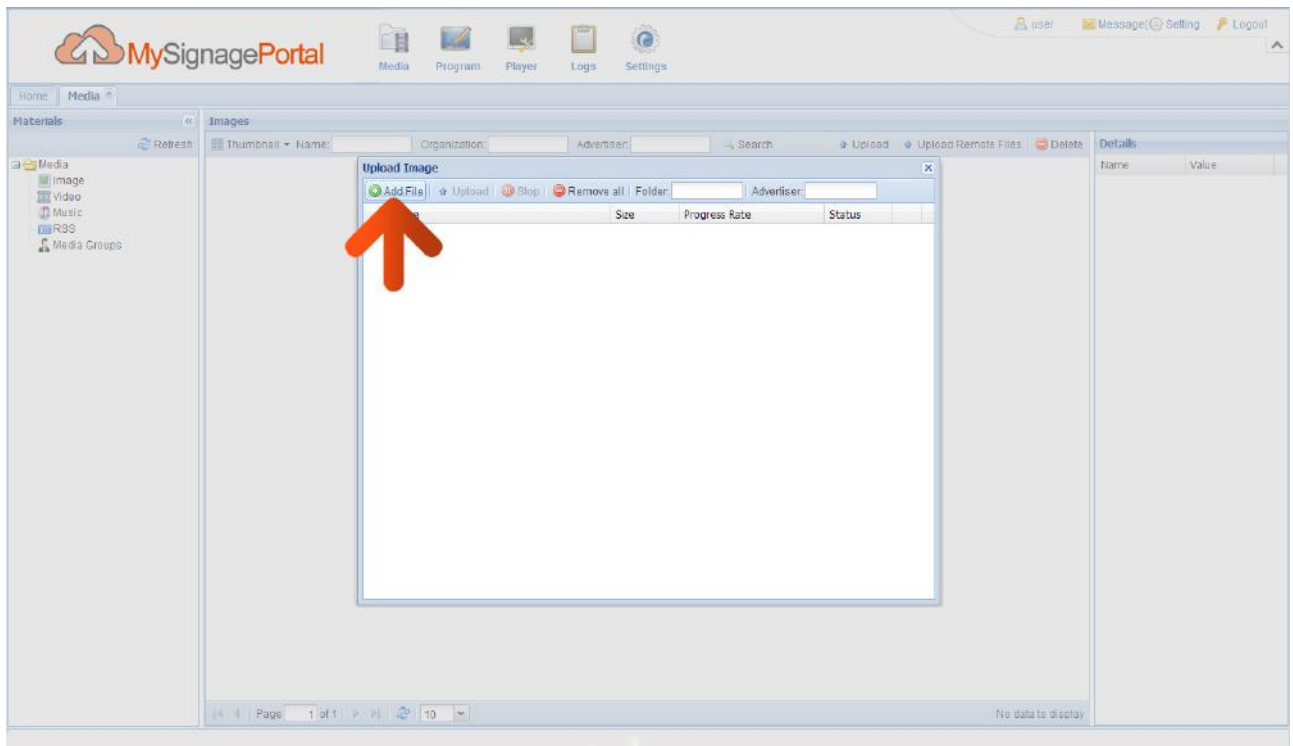 user Message( Setting Logout
MySignagePortal
Media Program Player Logs Settings
Home Media
Materials Images
Refresh Thumbnail Name: Organization: Advertiser: Search Upload Upload Remote Files Delete Details
Name Value
Media
Image
Video
Music
RSS
Media Groups
Upload Image
Add File Upload Stop Remove all Folder: Advertiser:
Size Progress Rate Status
Page 1 of 1 10 No data to display